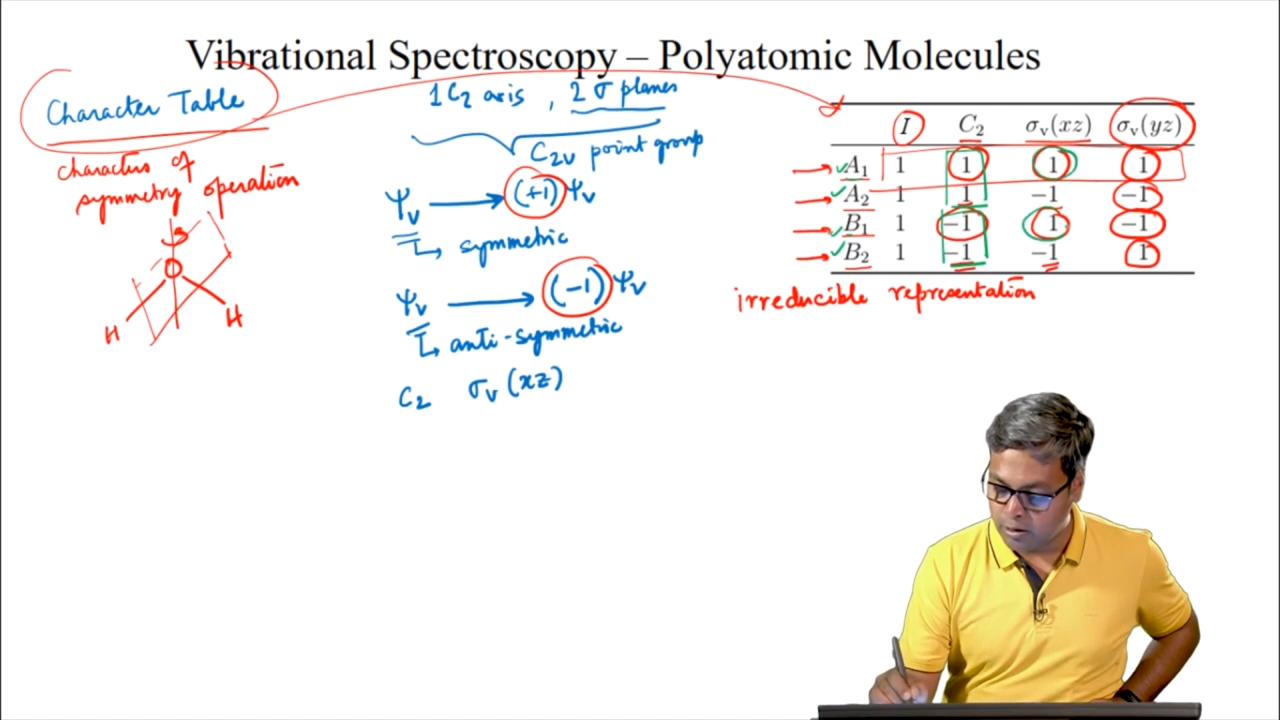 Vibrational Spectroscopy – Polyatomic Molecules
Character Table
characters of
symmetry operation
H
H
1 C₂ axis , 2 σ planes
C₂ᵥ point group
Ψᵥ (+1) Ψᵥ
symmetric
Ψᵥ (−1) Ψᵥ
anti-symmetric
C₂ σᵥ (xz)
I C₂ σᵥ(xz) σᵥ(yz)
A₁ 1 1 1 1
A₂ 1 1 −1 −1
B₁ 1 −1 1 −1
B₂ 1 −1 −1 1
irreducible representation